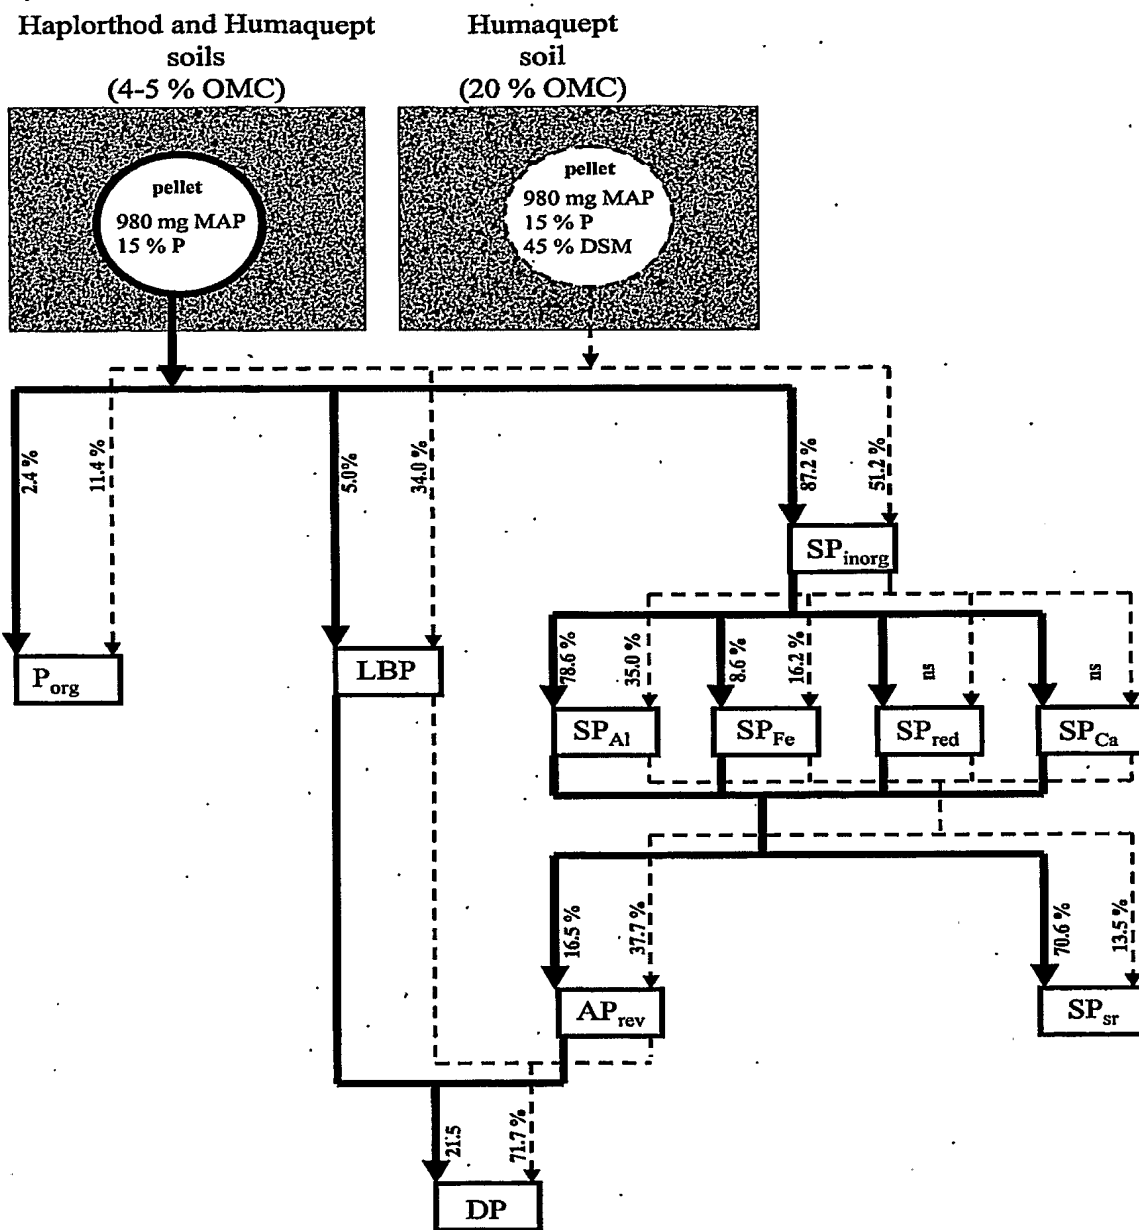 Haplorthod and Humaquept
soils
(4-5 % OMC)
Humaquept
soil
(20 % OMC)
pellet
980 mg MAP
15 % P
pellet
980 mg MAP
15 % P
45 % DSM
2.4 %
11.4 %
5.0%
34.0 %
87.2 %
51.2 %
SPinorg
Porg
LBP
78.6 %
35.0 %
8.6 %
16.2 %
ns
ns
SPAl
SPFe
SPred
SPCa
16.5 %
37.7 %
70.6 %
13.5 %
APrev
SPsr
21.5
71.7 %
DP